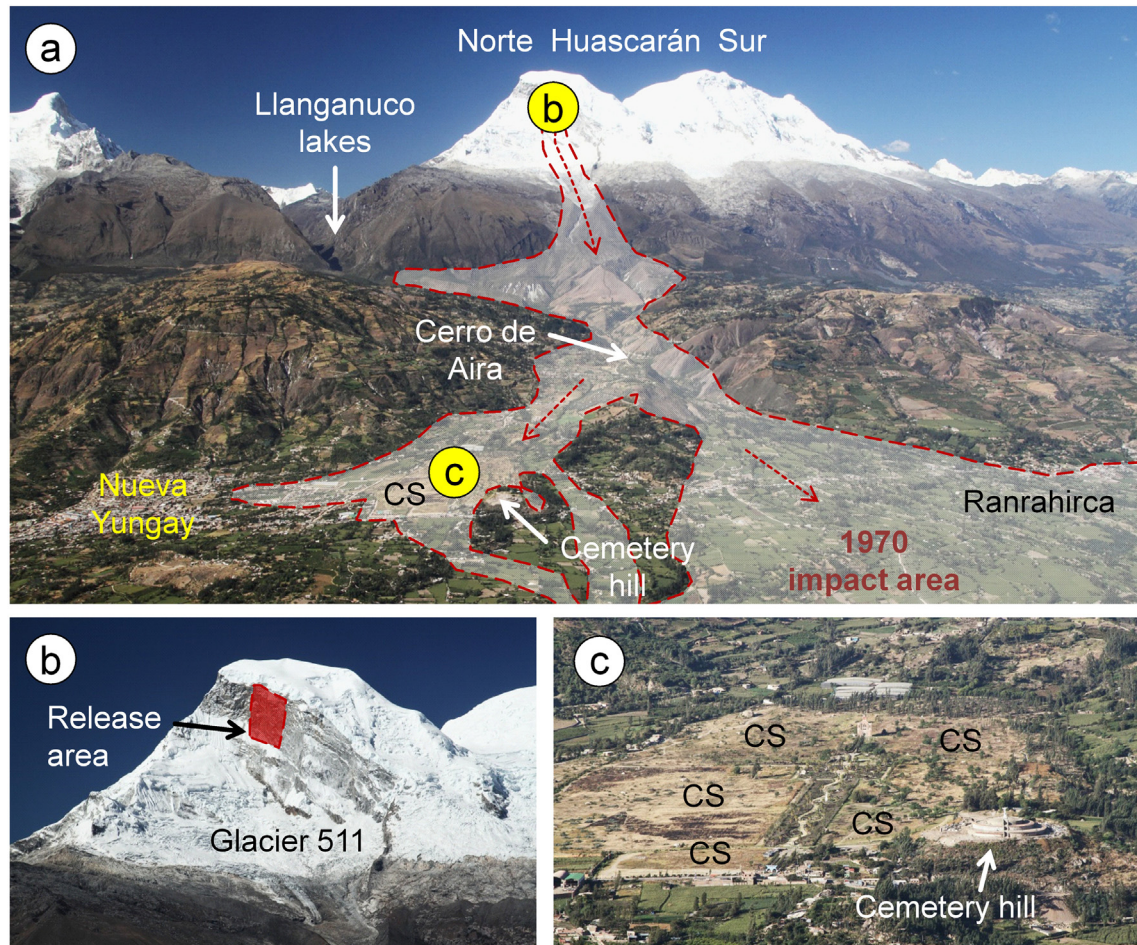 a
Norte Huascarán Sur
b
Llanganuco
lakes
Cerro de
Aira
c
CS
Nueva
Yungay
Cemetery
hill
Ranrahirca
1970
impact area
b
Release
area
Glacier 511
c
CS
CS
CS
CS
CS
Cemetery hill